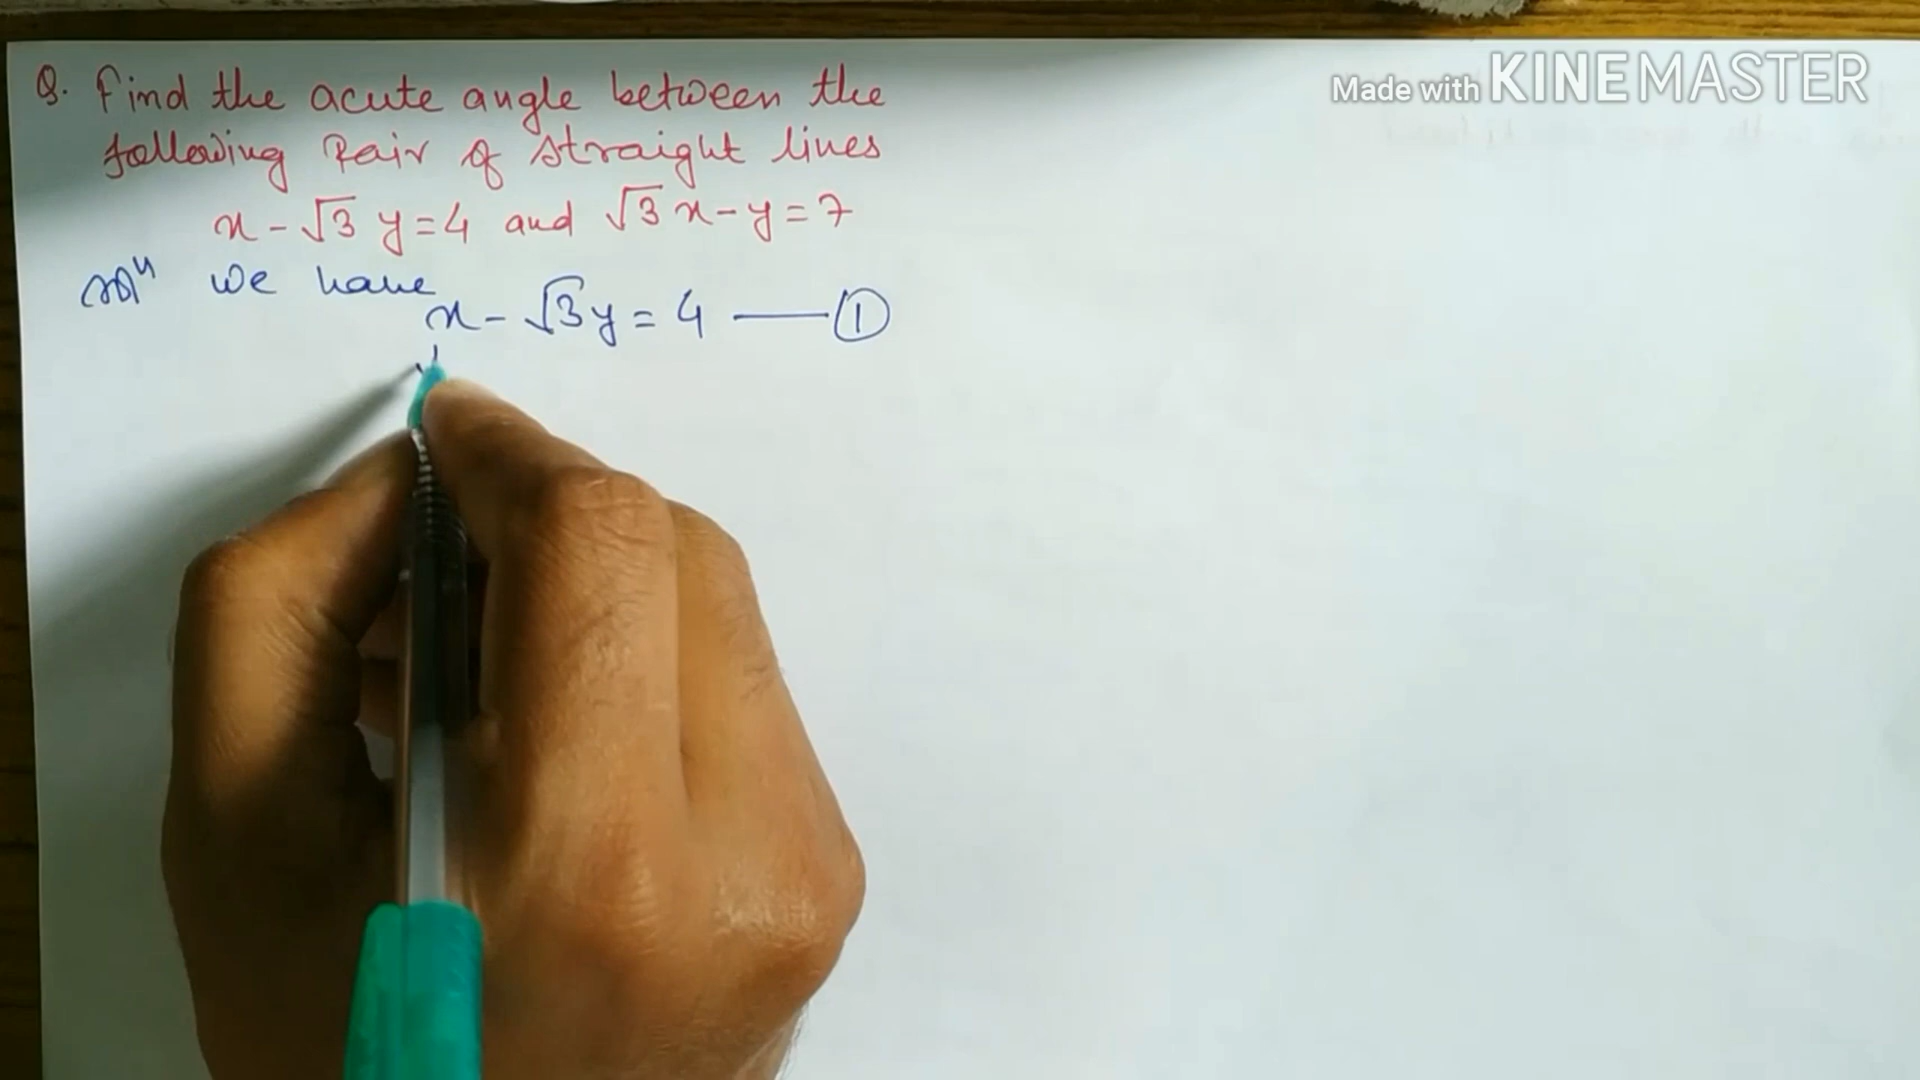 Q. Find the acute angle between the
following Pair of straight lines
x - √3 y = 4 and √3 x - y = 7
Solⁿ we have
x - √3y = 4 —— ①
Made with KINEMASTER